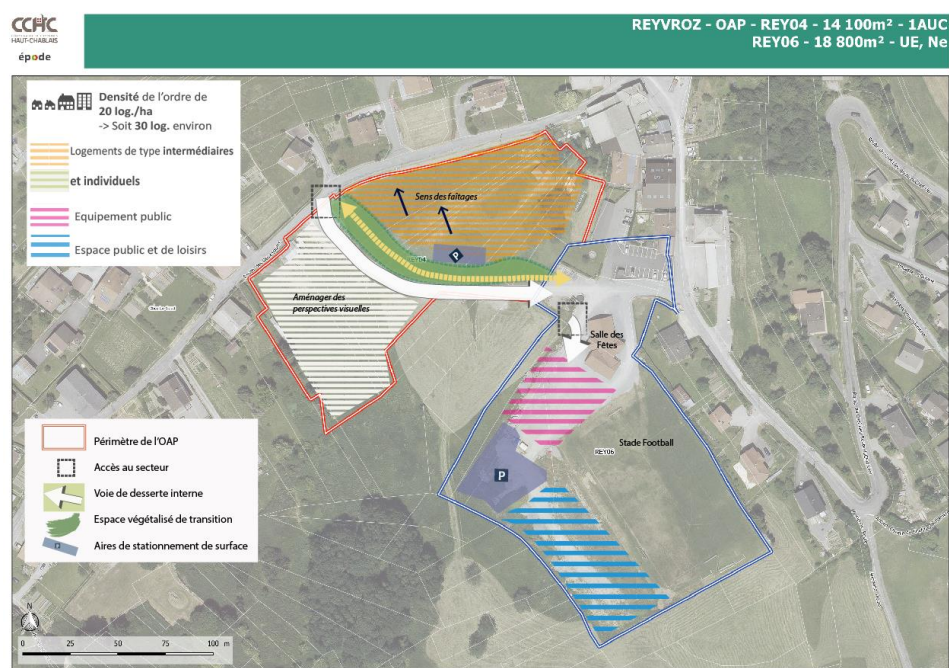 CCHC
HAUT-CHABLAIS
épode
REYVROZ - OAP - REY04 - 14 100m² - 1AUC
REY06 - 18 800m² - UE, Ne
Densité de l'ordre de
20 log./ha
-> Soit 30 log. environ
Logements de type intermédiaires
et individuels
Equipement public
Espace public et de loisirs
Sens des faîtages
P
Aménager des
perspectives visuelles
Salle des
Fêtes
Stade Football
REY06
P
Périmètre de l'OAP
Accès au secteur
Voie de desserte interne
Espace végétalisé de transition
Aires de stationnement de surface
N
0 25 50 75 100 m